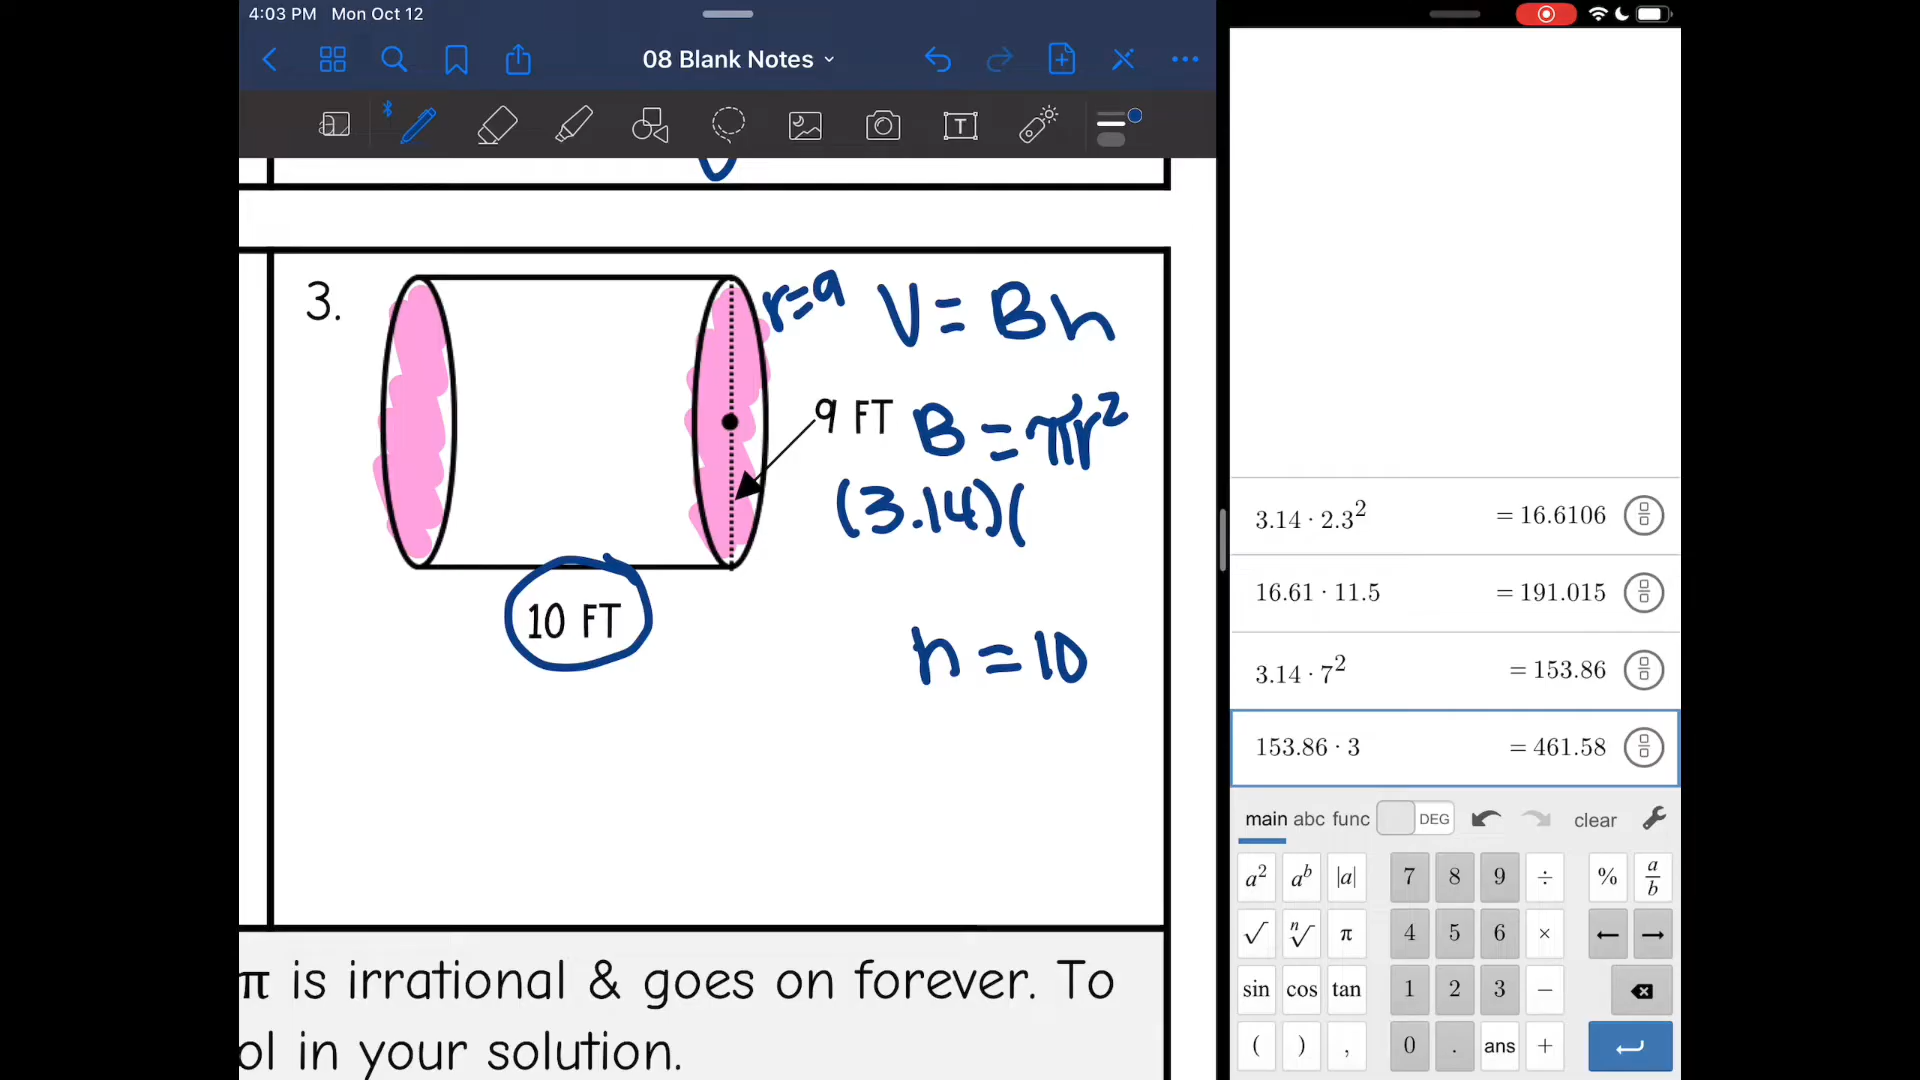 4:03 PM Mon Oct 12
08 Blank Notes
3.
r=9
V = Bh
9 FT
B = πr²
(3.14)(
10 FT
h = 10
π is irrational & goes on forever. To
ol in your solution.
3.14 · 2.3² = 16.6106
16.61 · 11.5 = 191.015
3.14 · 7² = 153.86
153.86 · 3 = 461.58
main abc func DEG clear
a² aᵇ |a| 7 8 9 ÷ % a/b
√ ⁿ√ π 4 5 6 × ← →
sin cos tan 1 2 3 −
( ) , 0 . ans +